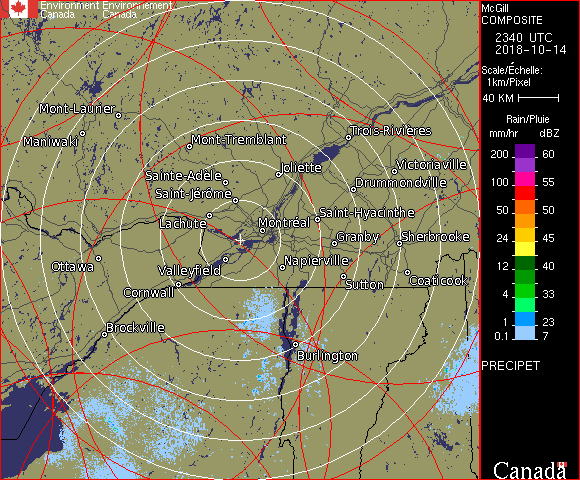 Environment Environnement
Canada Canada
McGill
COMPOSITE
2340 UTC
2018-10-14
Scale/Échelle:
1km/Pixel
40 KM
Rain/Pluie
mm/hr dBZ
200 60
100 55
50 50
24 45
12 40
4 33
1 23
0.1 7
PRECIPET
Canada
Mont-Laurier
Maniwaki
Mont-Tremblant
Trois-Rivières
Victoriaville
Joliette
Sainte-Adèle
Drummondville
Saint-Jérôme
Lachute
Saint-Hyacinthe
Montréal
Granby
Sherbrooke
Ottawa
Valleyfield
Napierville
Sutton
Coaticook
Cornwall
Brockville
Burlington